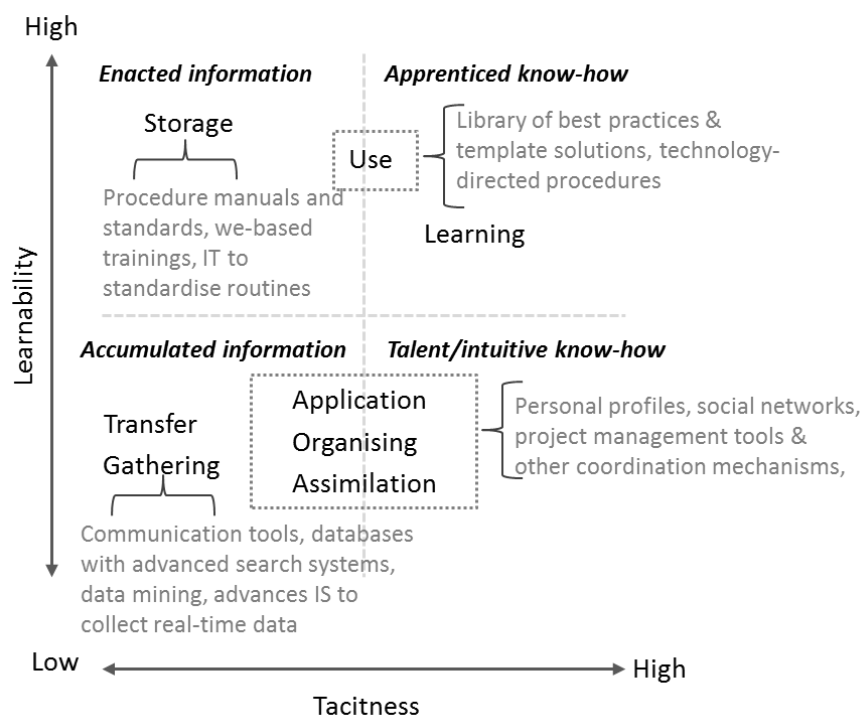 High
Enacted information
Apprenticed know-how
Storage
Use
Library of best practices &
template solutions, technology-
directed procedures
Procedure manuals and
standards, we-based
trainings, IT to
standardise routines
Learning
Learnability
Accumulated information
Talent/intuitive know-how
Transfer
Gathering
Application
Organising
Assimilation
Personal profiles, social networks,
project management tools &
other coordination mechanisms,
Communication tools, databases
with advanced search systems,
data mining, advances IS to
collect real-time data
Low
High
Tacitness